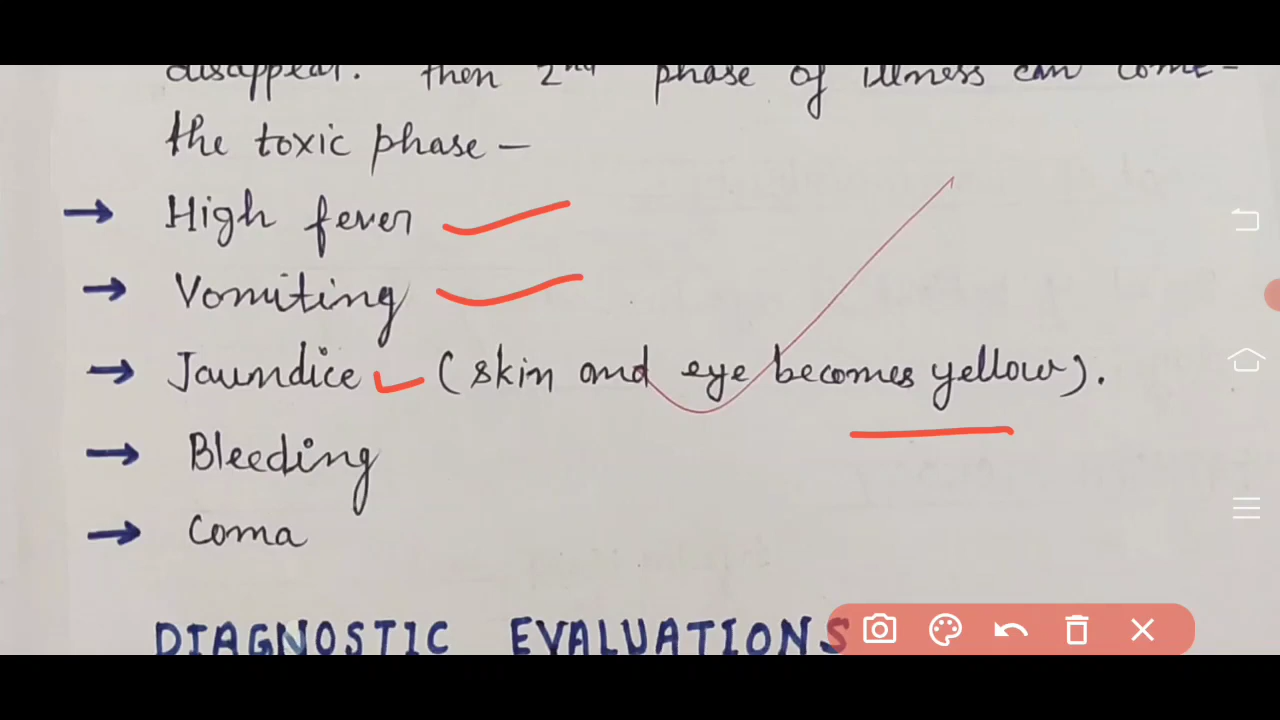 disappear. Then 2nd phase of illness can come -
the toxic phase -
→ High fever
→ Vomiting
→ Jaundice (skin and eye becomes yellow).
→ Bleeding
→ Coma
DIAGNOSTIC EVALUATIONS